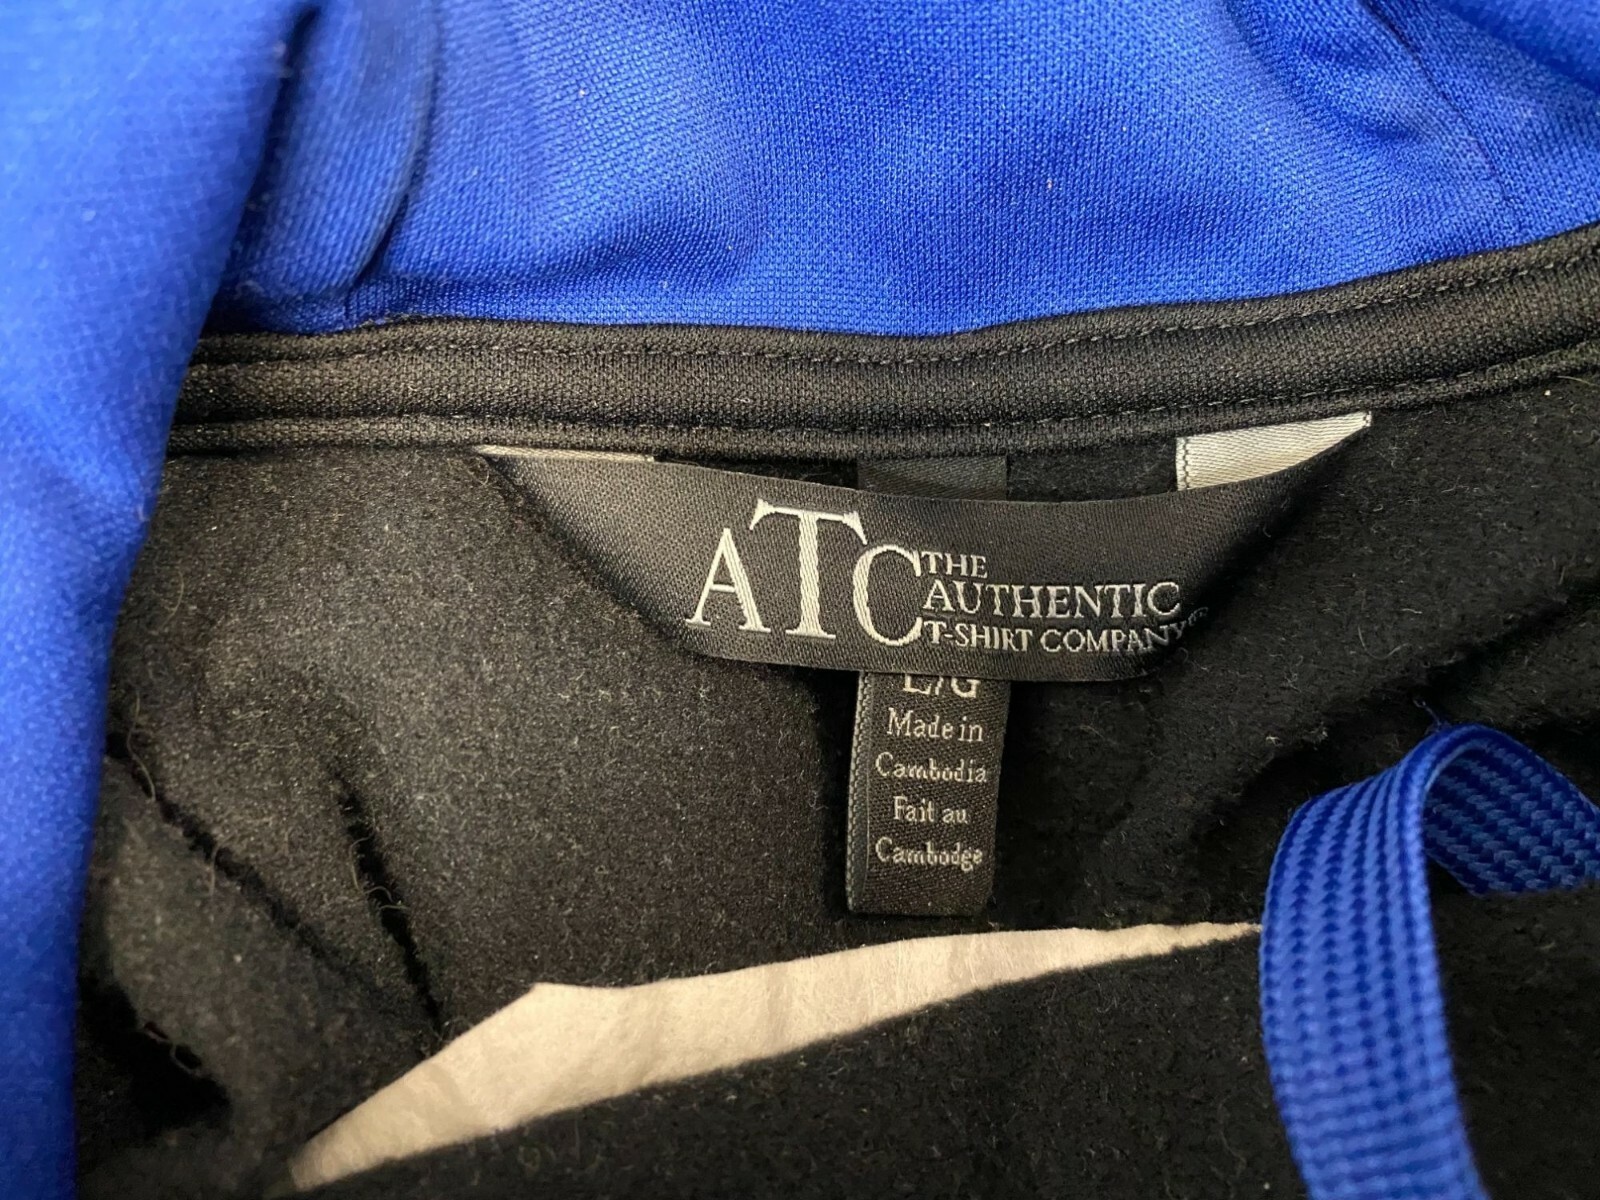 ATC THE
AUTHENTIC
T-SHIRT COMPANY
L/G
Made in
Cambodia
Fait au
Cambodge